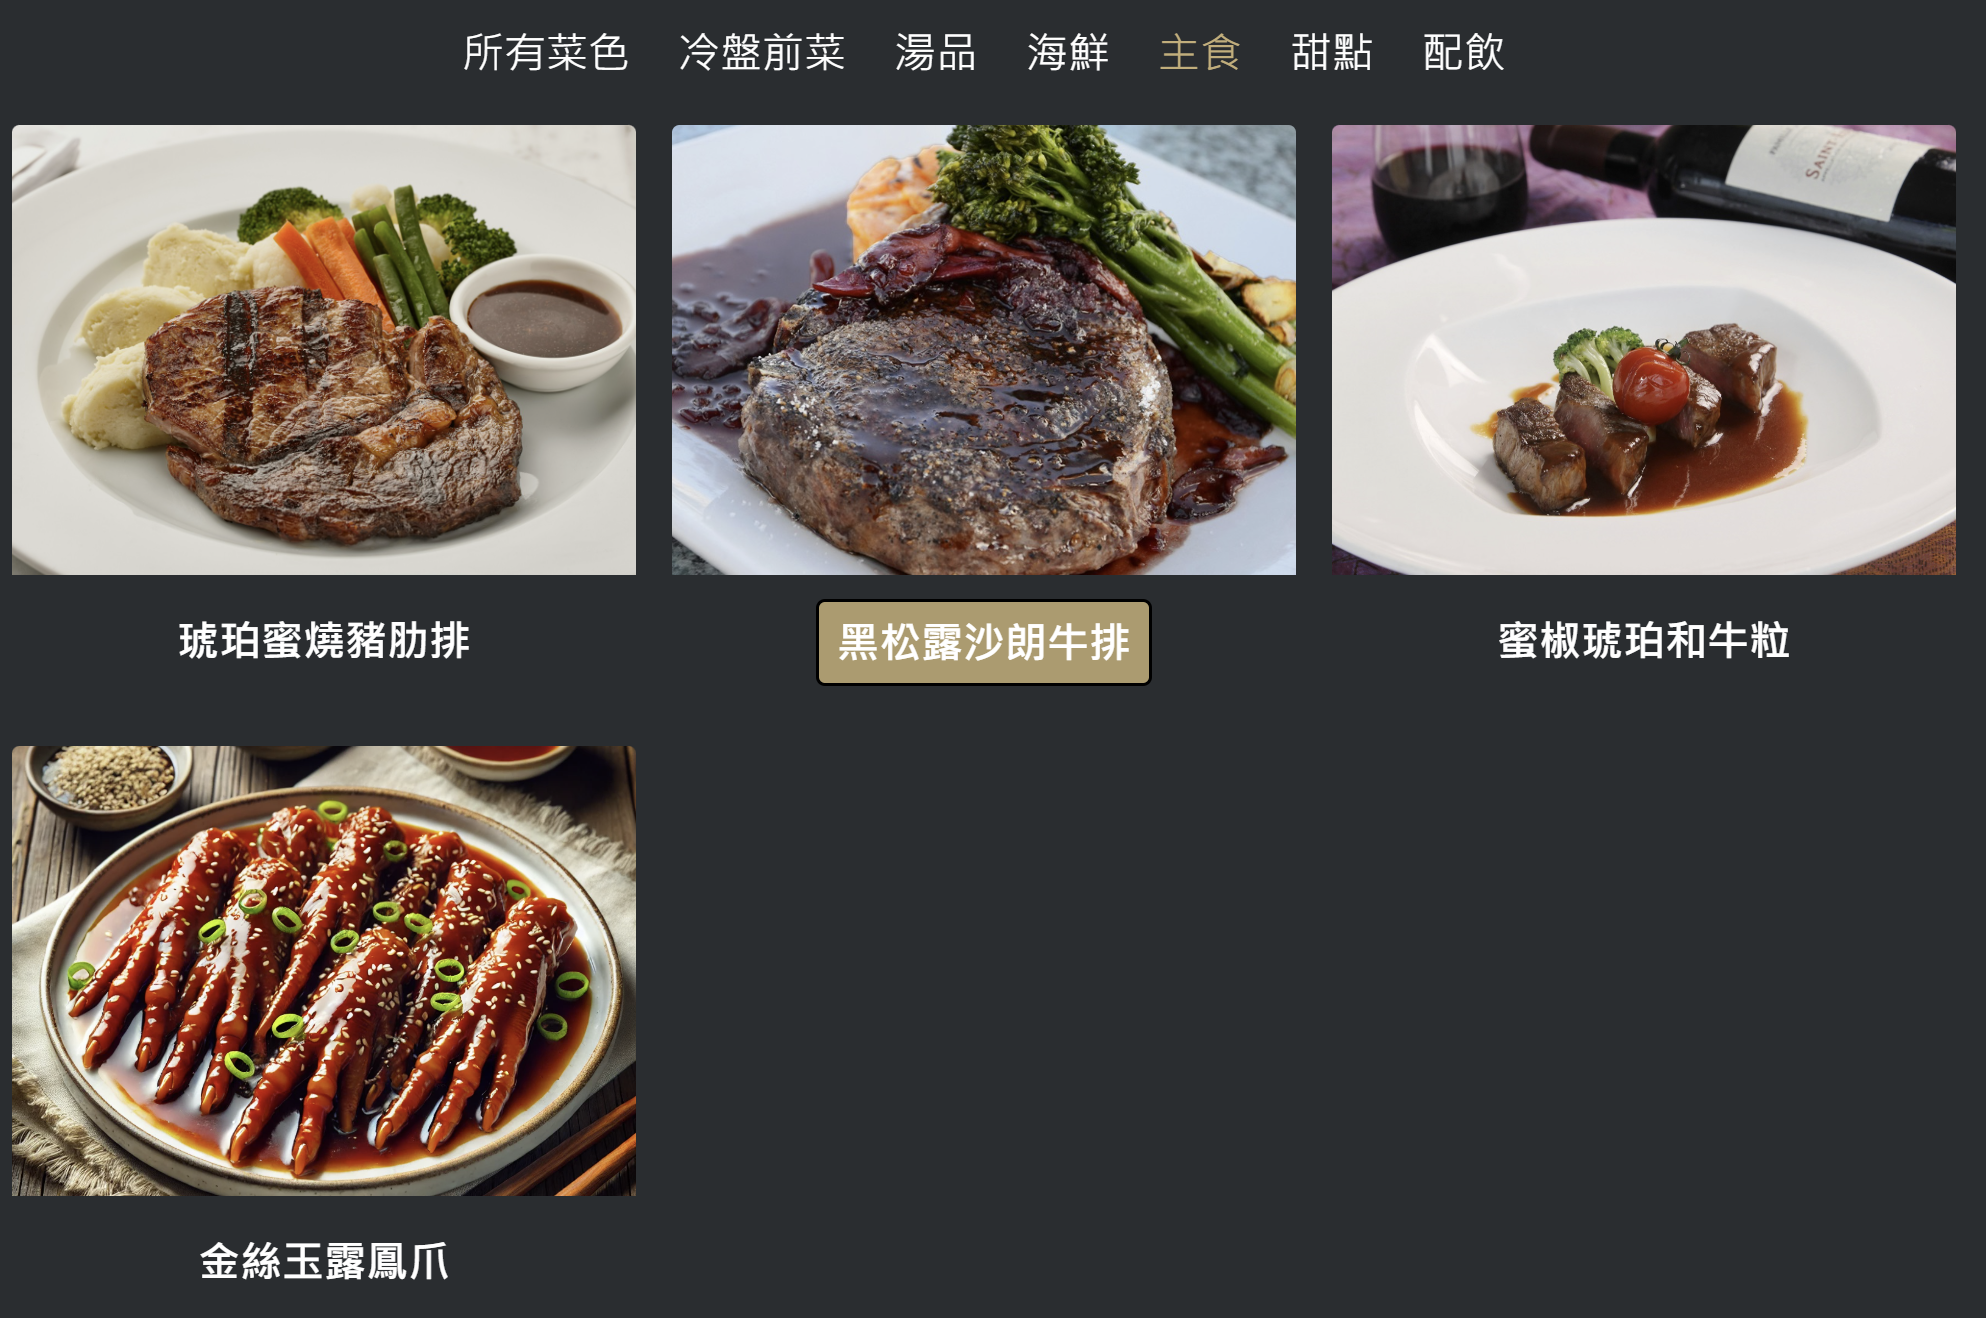 所有菜色 冷盤前菜 湯品 海鮮 主食 甜點 配飲
SAINT
琥珀蜜燒豬肋排
黑松露沙朗牛排
蜜椒琥珀和牛粒
金絲玉露鳳爪